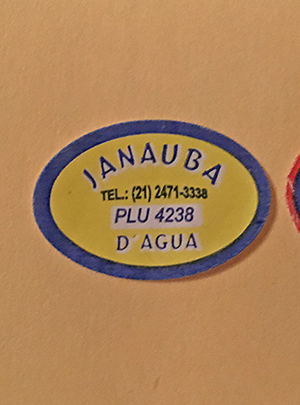 JANAUBA
TEL.: (21) 2471-3338
PLU 4238
D'AGUA